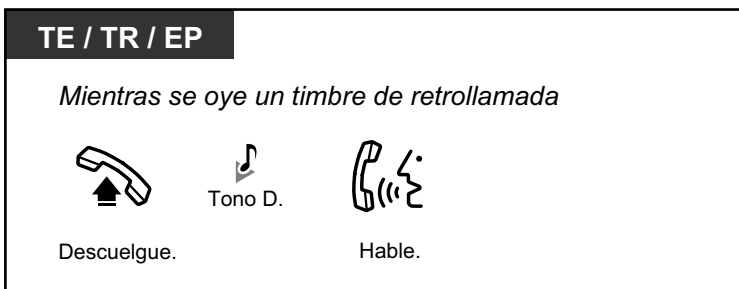 TE / TR / EP
Mientras se oye un timbre de retrollamada
Tono D.
Descuelgue.
Hable.